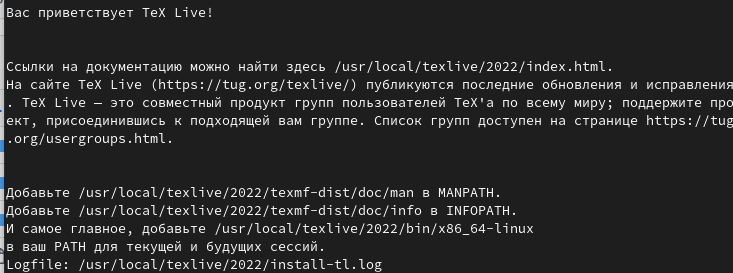 Вас приветствует TeX Live!
Ссылки на документацию можно найти здесь /usr/local/texlive/2022/index.html.
На сайте TeX Live (https://tug.org/texlive/) публикуются последние обновления и исправления
. TeX Live — это совместный продукт групп пользователей TeX'а по всему миру; поддержите про
ект, присоединившись к подходящей вам группе. Список групп доступен на странице https://tug
.org/usergroups.html.
Добавьте /usr/local/texlive/2022/texmf-dist/doc/man в MANPATH.
Добавьте /usr/local/texlive/2022/texmf-dist/doc/info в INFOPATH.
И самое главное, добавьте /usr/local/texlive/2022/bin/x86_64-linux
в ваш PATH для текущей и будущих сессий.
Logfile: /usr/local/texlive/2022/install-tl.log